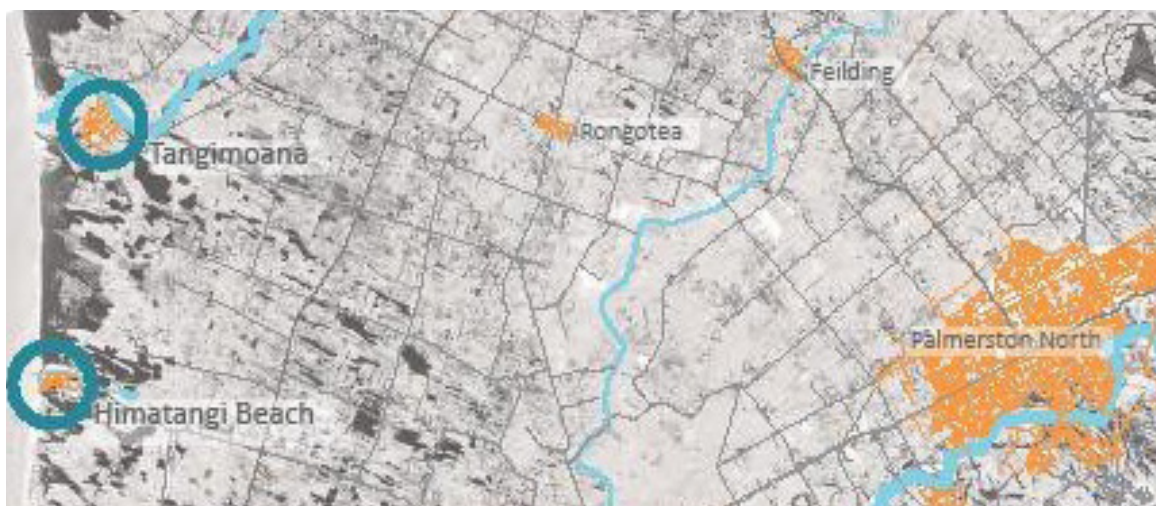 Feilding
Rongotea
Tangimoana
Palmerston North
Himatangi Beach